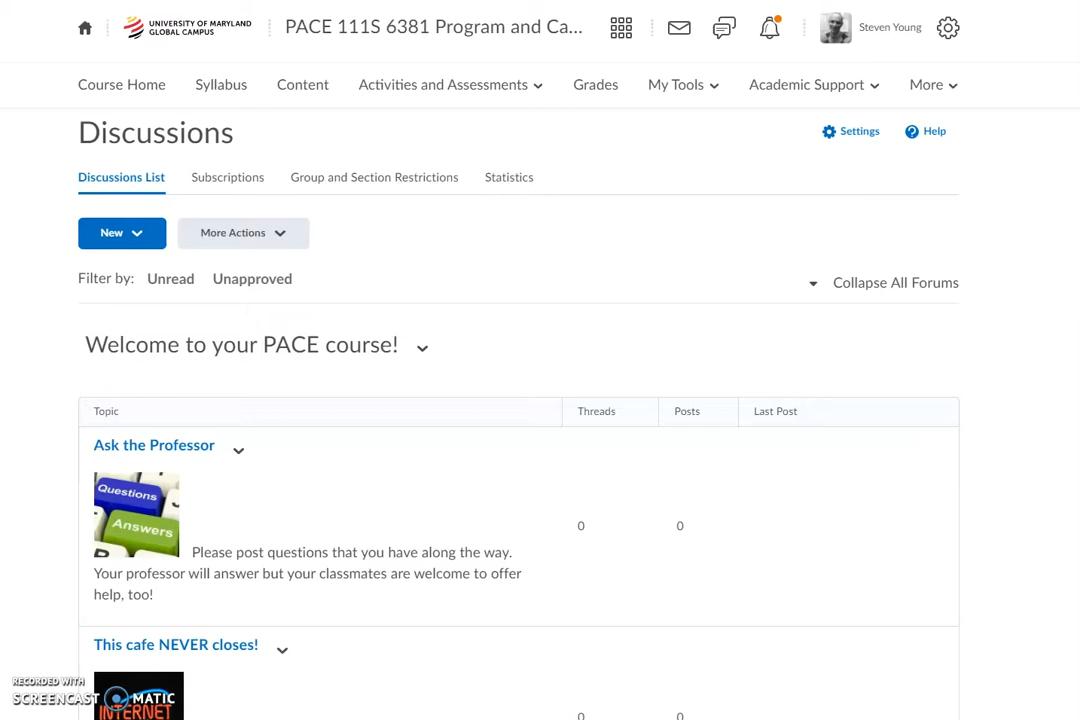 UNIVERSITY OF MARYLAND
GLOBAL CAMPUS
PACE 111S 6381 Program and Ca...
Steven Young
Course Home
Syllabus
Content
Activities and Assessments
Grades
My Tools
Academic Support
More
Discussions
Settings
Help
Discussions List
Subscriptions
Group and Section Restrictions
Statistics
New
More Actions
Filter by: Unread Unapproved
Collapse All Forums
Welcome to your PACE course!
Topic
Threads
Posts
Last Post
Ask the Professor
Questions
Answers
Please post questions that you have along the way.
Your professor will answer but your classmates are welcome to offer
help, too!
0
0
This cafe NEVER closes!
MATIC
INTERNET
0
0
RECORDED WITH
SCREENCAST